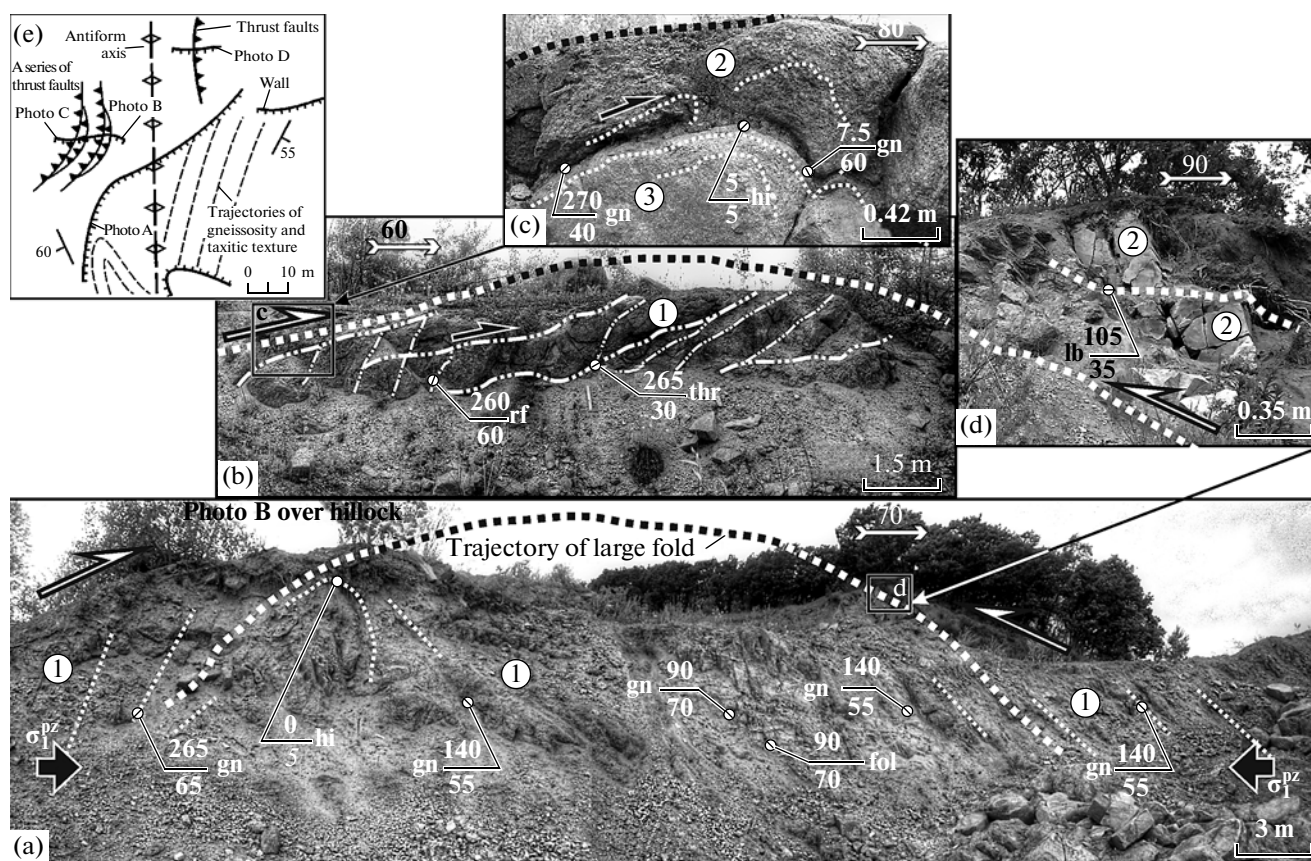 (e)
Antiform
axis
Thrust faults
Photo D
A series of
thrust faults
Wall
Photo C
Photo B
55
Photo A
60
Trajectories of
gneissosity and
taxitic texture
0 10 m
80
2
7.5
60
gn
270
40
gn
3
5
5
hr
0.42 m
(c)
60
c
1
260
60
rf
265
30
thr
1.5 m
(b)
90
2
2
105
35
lb
0.35 m
(d)
Photo B over hillock
70
Trajectory of large fold
d
1
1
90
70
gn
140
55
gn
1
σ₁ᵖᶻ
265
65
gn
0
5
hi
140
55
gn
90
70
fol
140
55
gn
σ₁ᵖᶻ
3 m
(a)